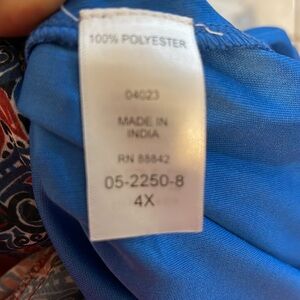 100% POLYESTER
04023
MADE IN
INDIA
RN 88842
05-2250-8
4X